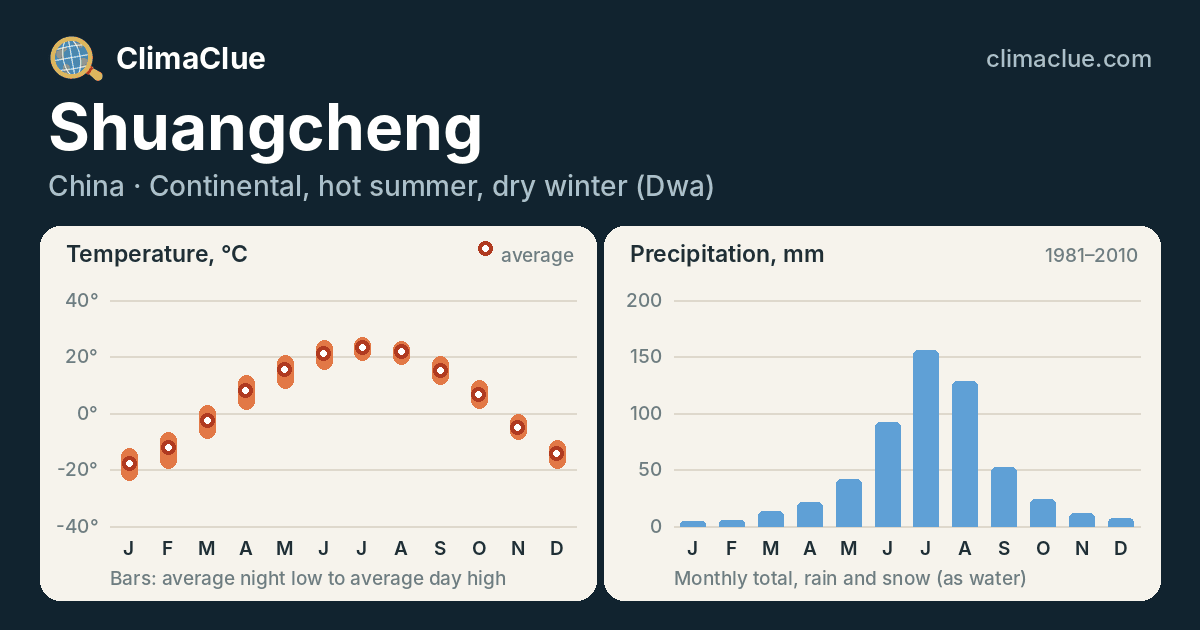 ClimaClue
climaclue.com
Shuangcheng
China · Continental, hot summer, dry winter (Dwa)
Temperature, °C
average
40°
20°
0°
-20°
-40°
J F M A M J J A S O N D
Bars: average night low to average day high
Precipitation, mm
1981–2010
200
150
100
50
0
J F M A M J J A S O N D
Monthly total, rain and snow (as water)